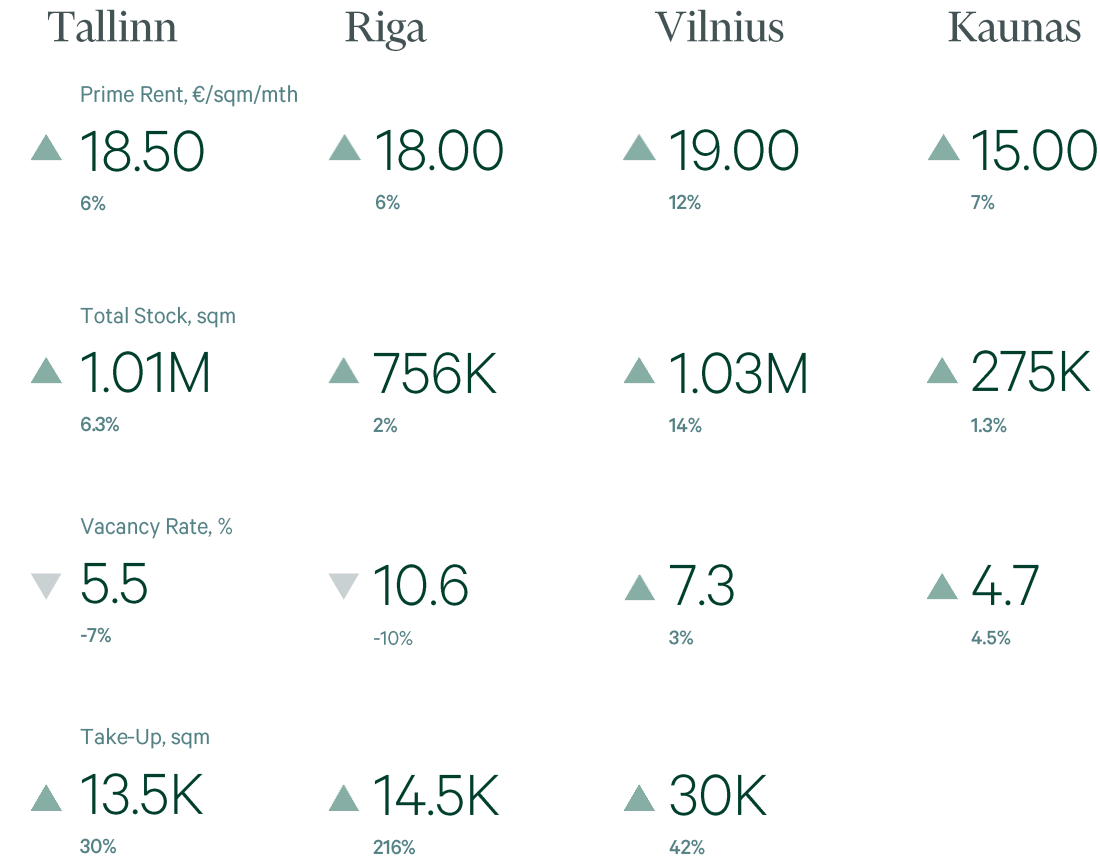 Tallinn Riga Vilnius Kaunas
Prime Rent, €/sqm/mth
18.50 18.00 19.00 15.00
6% 6% 12% 7%
Total Stock, sqm
1.01M 756K 1.03M 275K
6.3% 2% 14% 1.3%
Vacancy Rate, %
5.5 10.6 7.3 4.7
-7% -10% 3% 4.5%
Take-Up, sqm
13.5K 14.5K 30K
30% 216% 42%